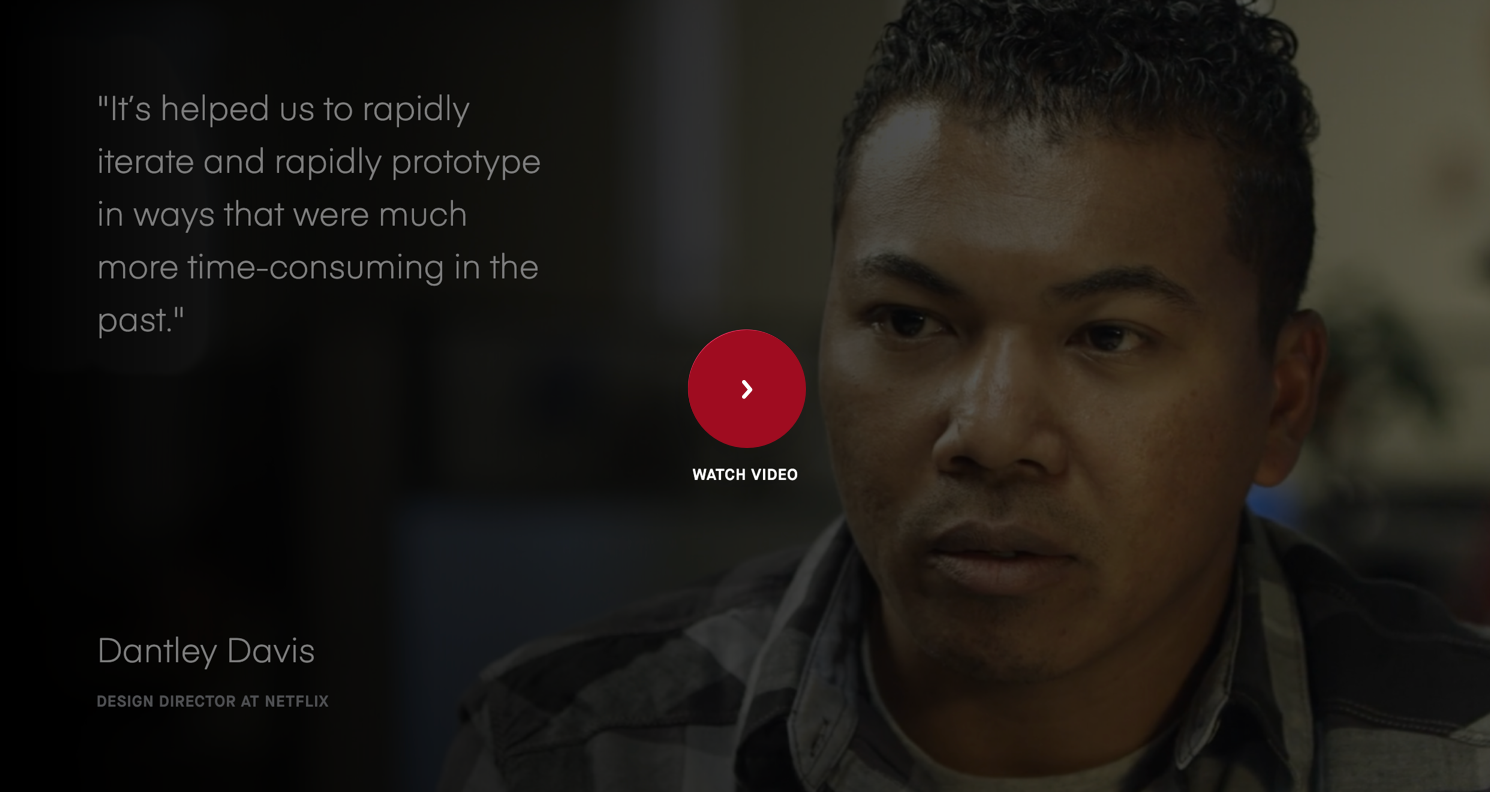 "It’s helped us to rapidly
iterate and rapidly prototype
in ways that were much
more time-consuming in the
past."
WATCH VIDEO
Dantley Davis
DESIGN DIRECTOR AT NETFLIX